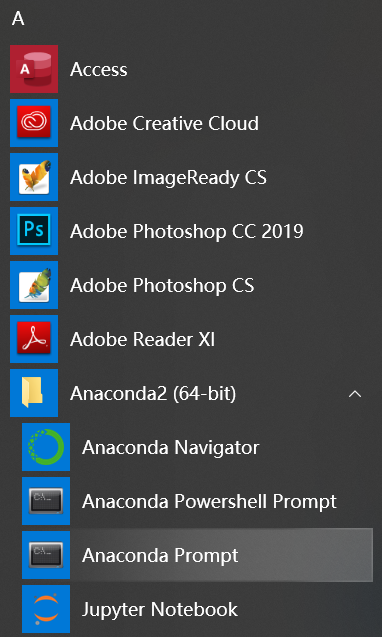 A
Access
Adobe Creative Cloud
Adobe ImageReady CS
Adobe Photoshop CC 2019
Adobe Photoshop CS
Adobe Reader XI
Anaconda2 (64-bit)
Anaconda Navigator
Anaconda Powershell Prompt
Anaconda Prompt
Jupyter Notebook